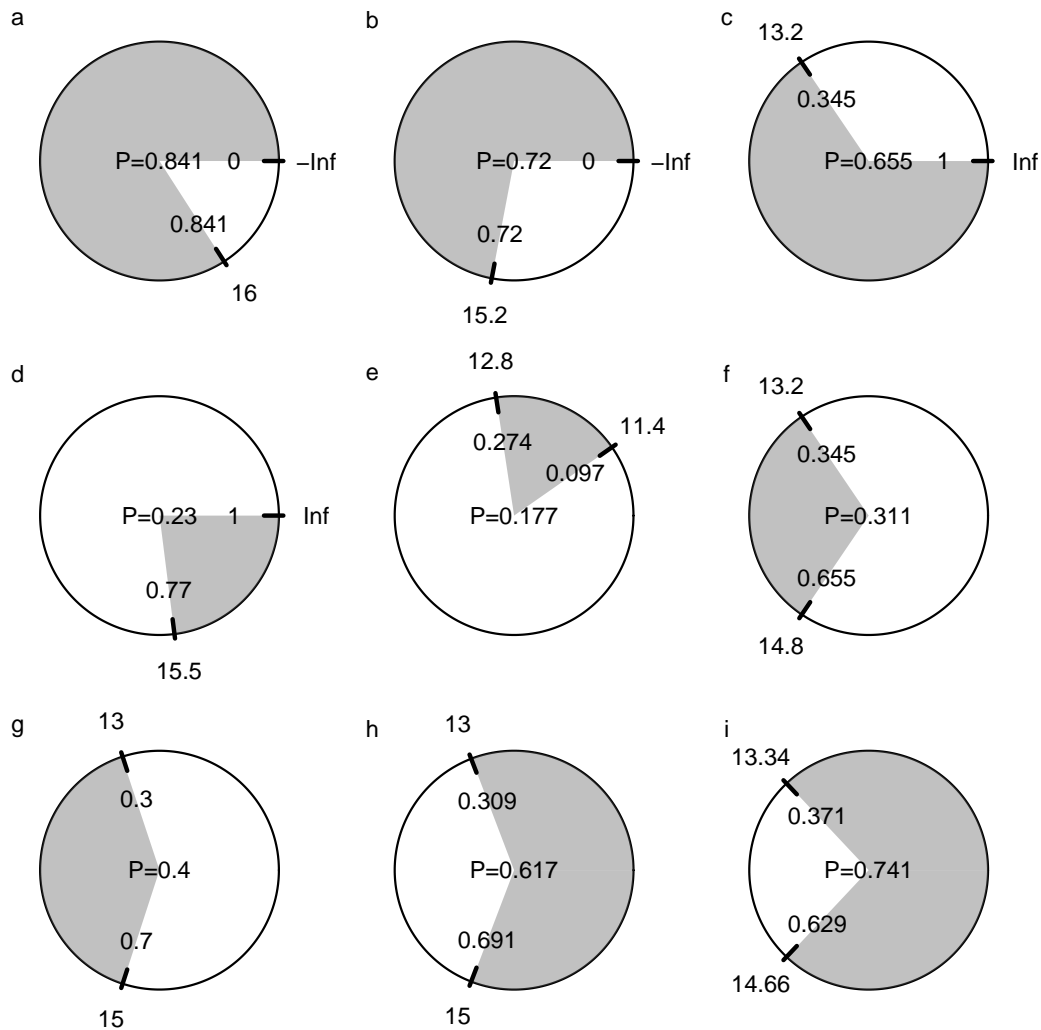 a
P=0.841
0
−Inf
0.841
16
b
P=0.72
0
−Inf
0.72
15.2
c
13.2
0.345
P=0.655
1
Inf
d
P=0.23
1
Inf
0.77
15.5
e
12.8
11.4
0.274
0.097
P=0.177
f
13.2
0.345
P=0.311
0.655
14.8
g
13
0.3
P=0.4
0.7
15
h
13
0.309
P=0.617
0.691
15
i
13.34
0.371
P=0.741
0.629
14.66